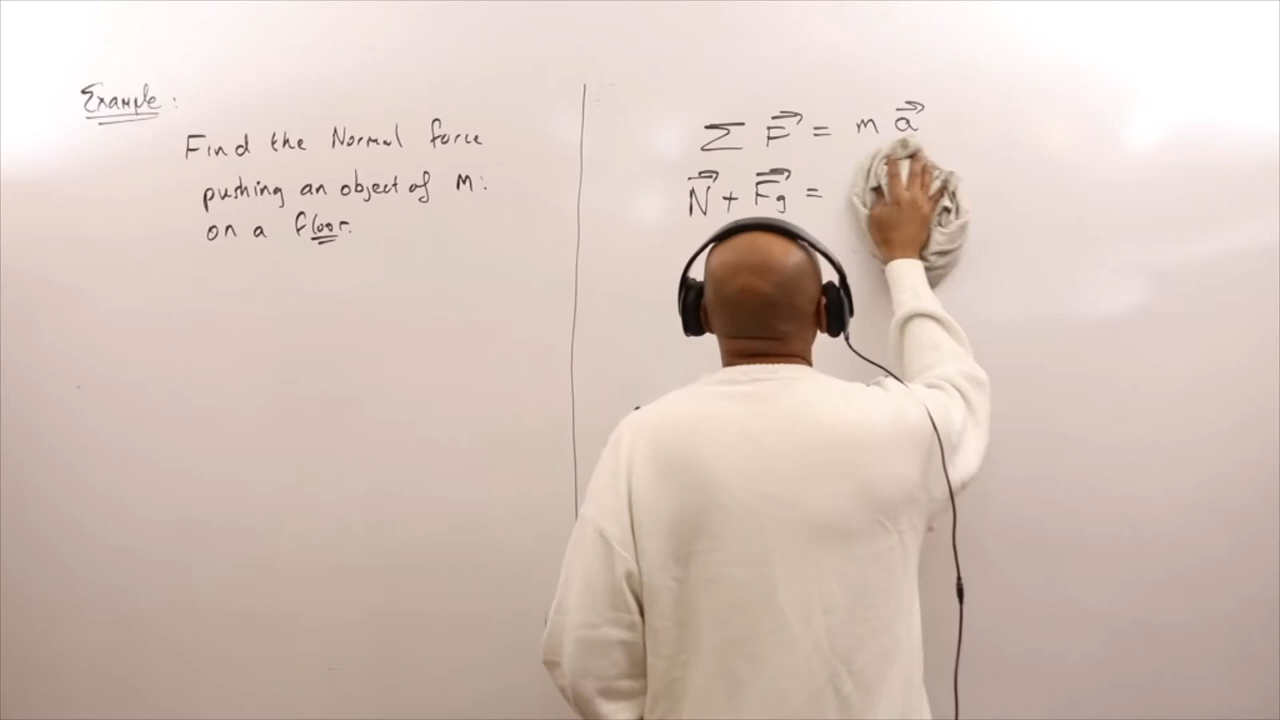 Example:
Find the Normal force
pushing an object of M:
on a floor.
∑ F⃗ = m a⃗
N⃗ + F⃗g =